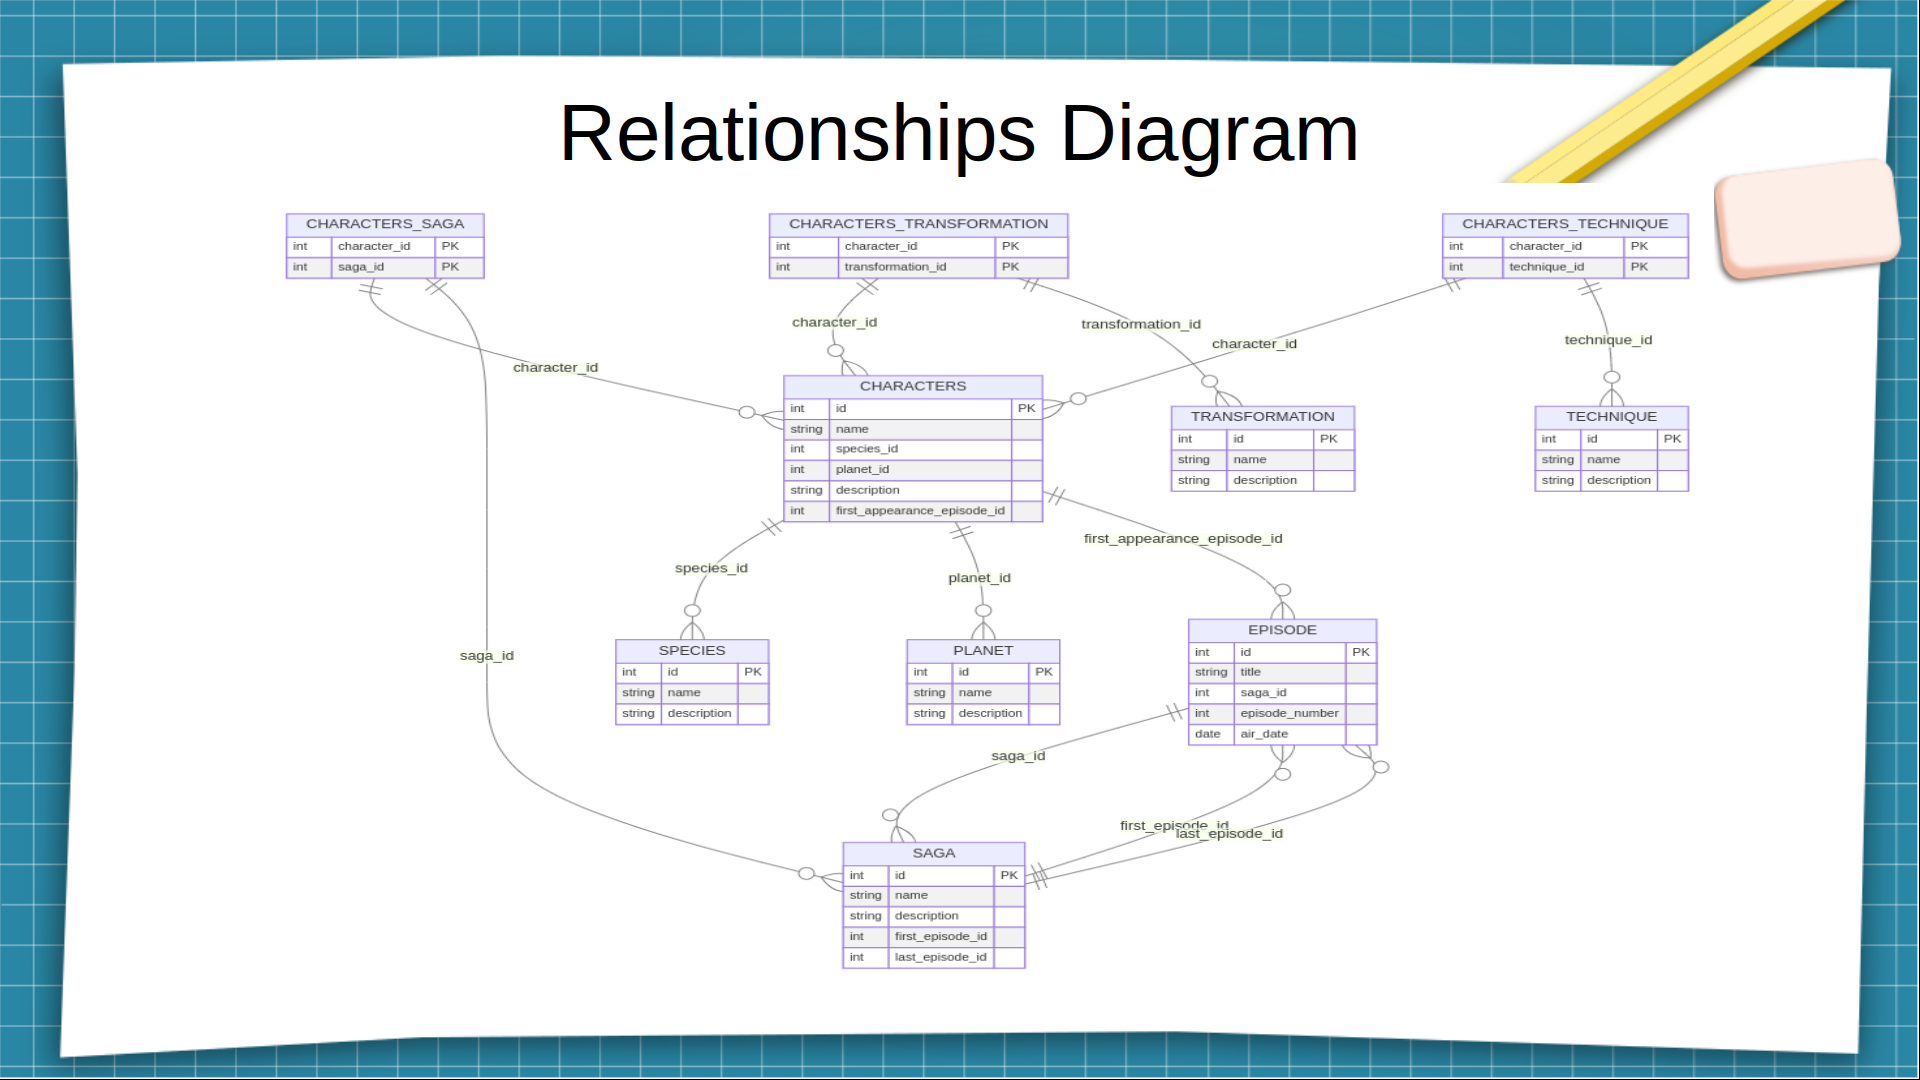 Relationships Diagram
CHARACTERS_SAGA
int character_id PK
int saga_id PK
CHARACTERS_TRANSFORMATION
int character_id PK
int transformation_id PK
CHARACTERS_TECHNIQUE
int character_id PK
int technique_id PK
character_id
transformation_id
character_id
technique_id
character_id
CHARACTERS
int id PK
string name
int species_id
int planet_id
string description
int first_appearance_episode_id
TRANSFORMATION
int id PK
string name
string description
TECHNIQUE
int id PK
string name
string description
first_appearance_episode_id
species_id
planet_id
saga_id
SPECIES
int id PK
string name
string description
PLANET
int id PK
string name
string description
EPISODE
int id PK
string title
int saga_id
int episode_number
date air_date
saga_id
first_episode_id
last_episode_id
SAGA
int id PK
string name
string description
int first_episode_id
int last_episode_id